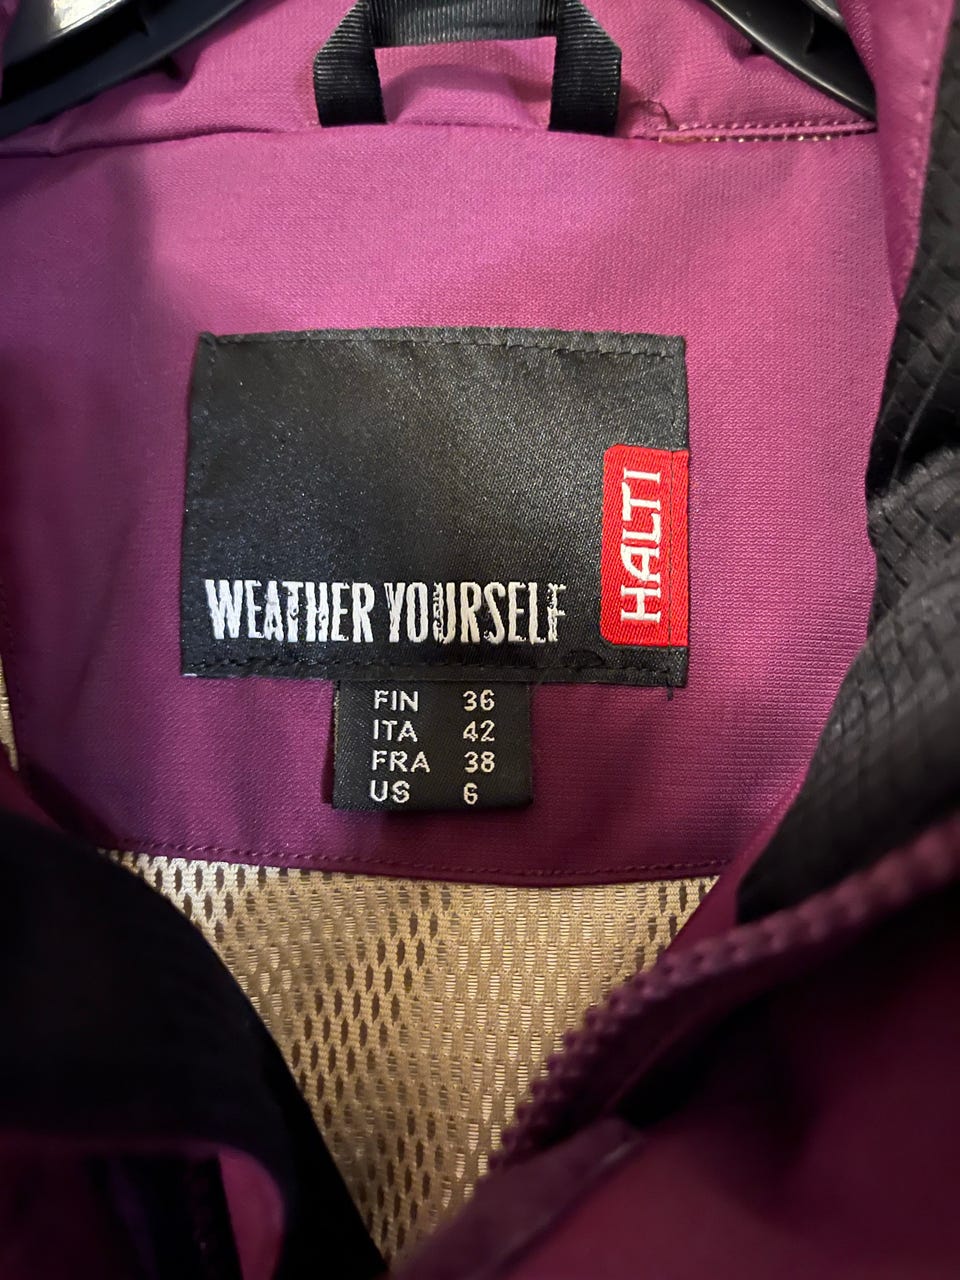 HALTI
WEATHER YOURSELF
FIN 36
ITA 42
FRA 38
US 6